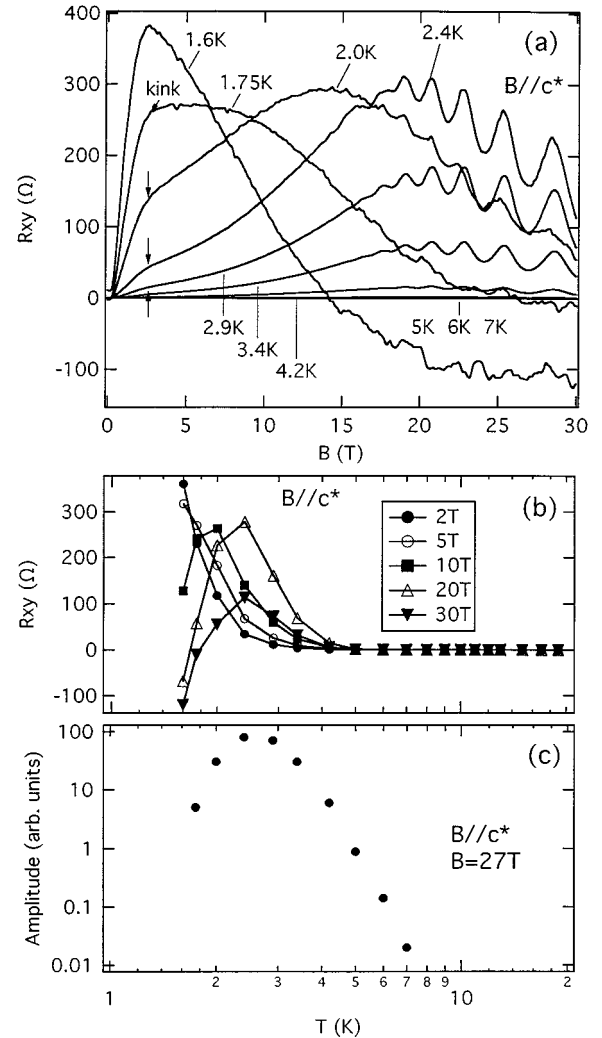 400
300
200
100
0
-100
Rxy (Ω)
1.6K
2.0K
2.4K
(a)
kink
1.75K
B//c*
2.9K
3.4K
4.2K
5K 6K 7K
0 5 10 15 20 25 30
B (T)
B//c*
(b)
300
200
100
0
-100
Rxy (Ω)
2T
5T
10T
20T
30T
100
10
1
0.1
0.01
Amplitude (arb. units)
(c)
B//c*
B=27T
2 3 4 5 6 7 8 9 2
1 10
T (K)